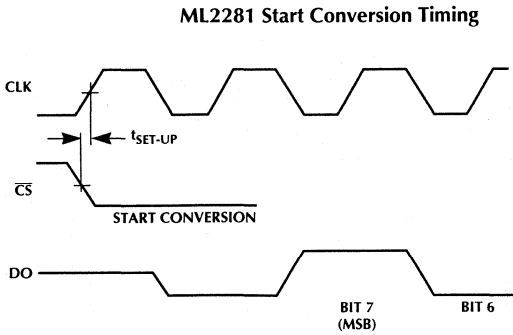 ML2281 Start Conversion Timing
CLK
tSET-UP
CS
START CONVERSION
DO
BIT 7
(MSB)
BIT 6